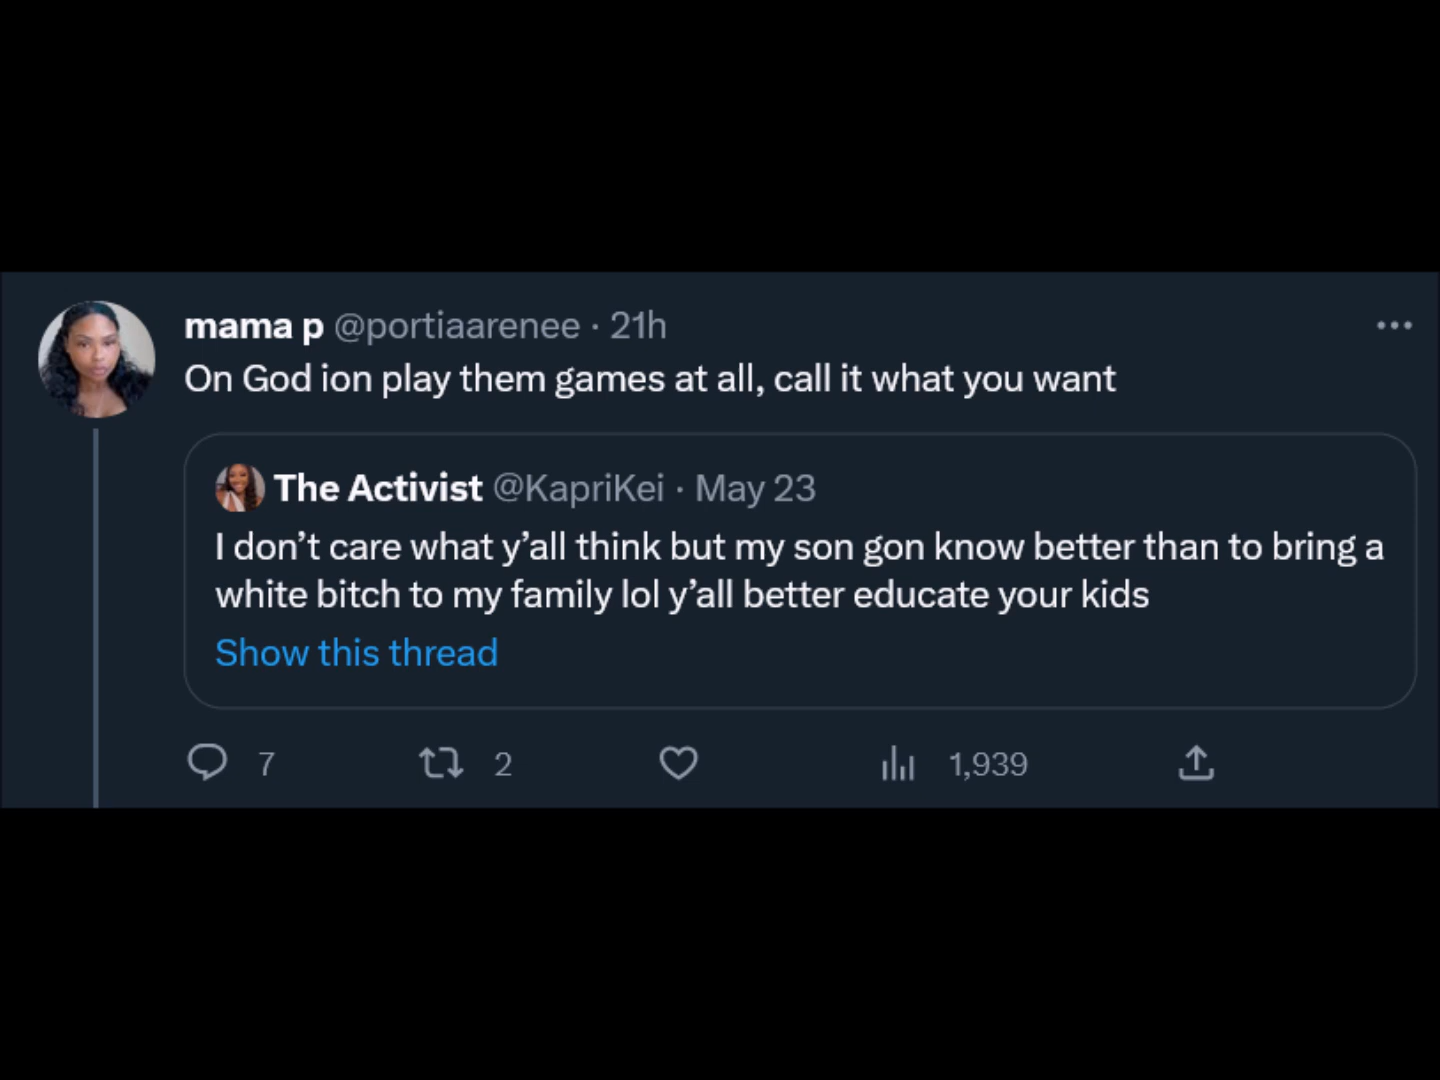 mama p @portiaarenee · 21h
On God ion play them games at all, call it what you want
The Activist @KapriKei · May 23
I don’t care what y’all think but my son gon know better than to bring a
white bitch to my family lol y’all better educate your kids
Show this thread
7 2 1,939